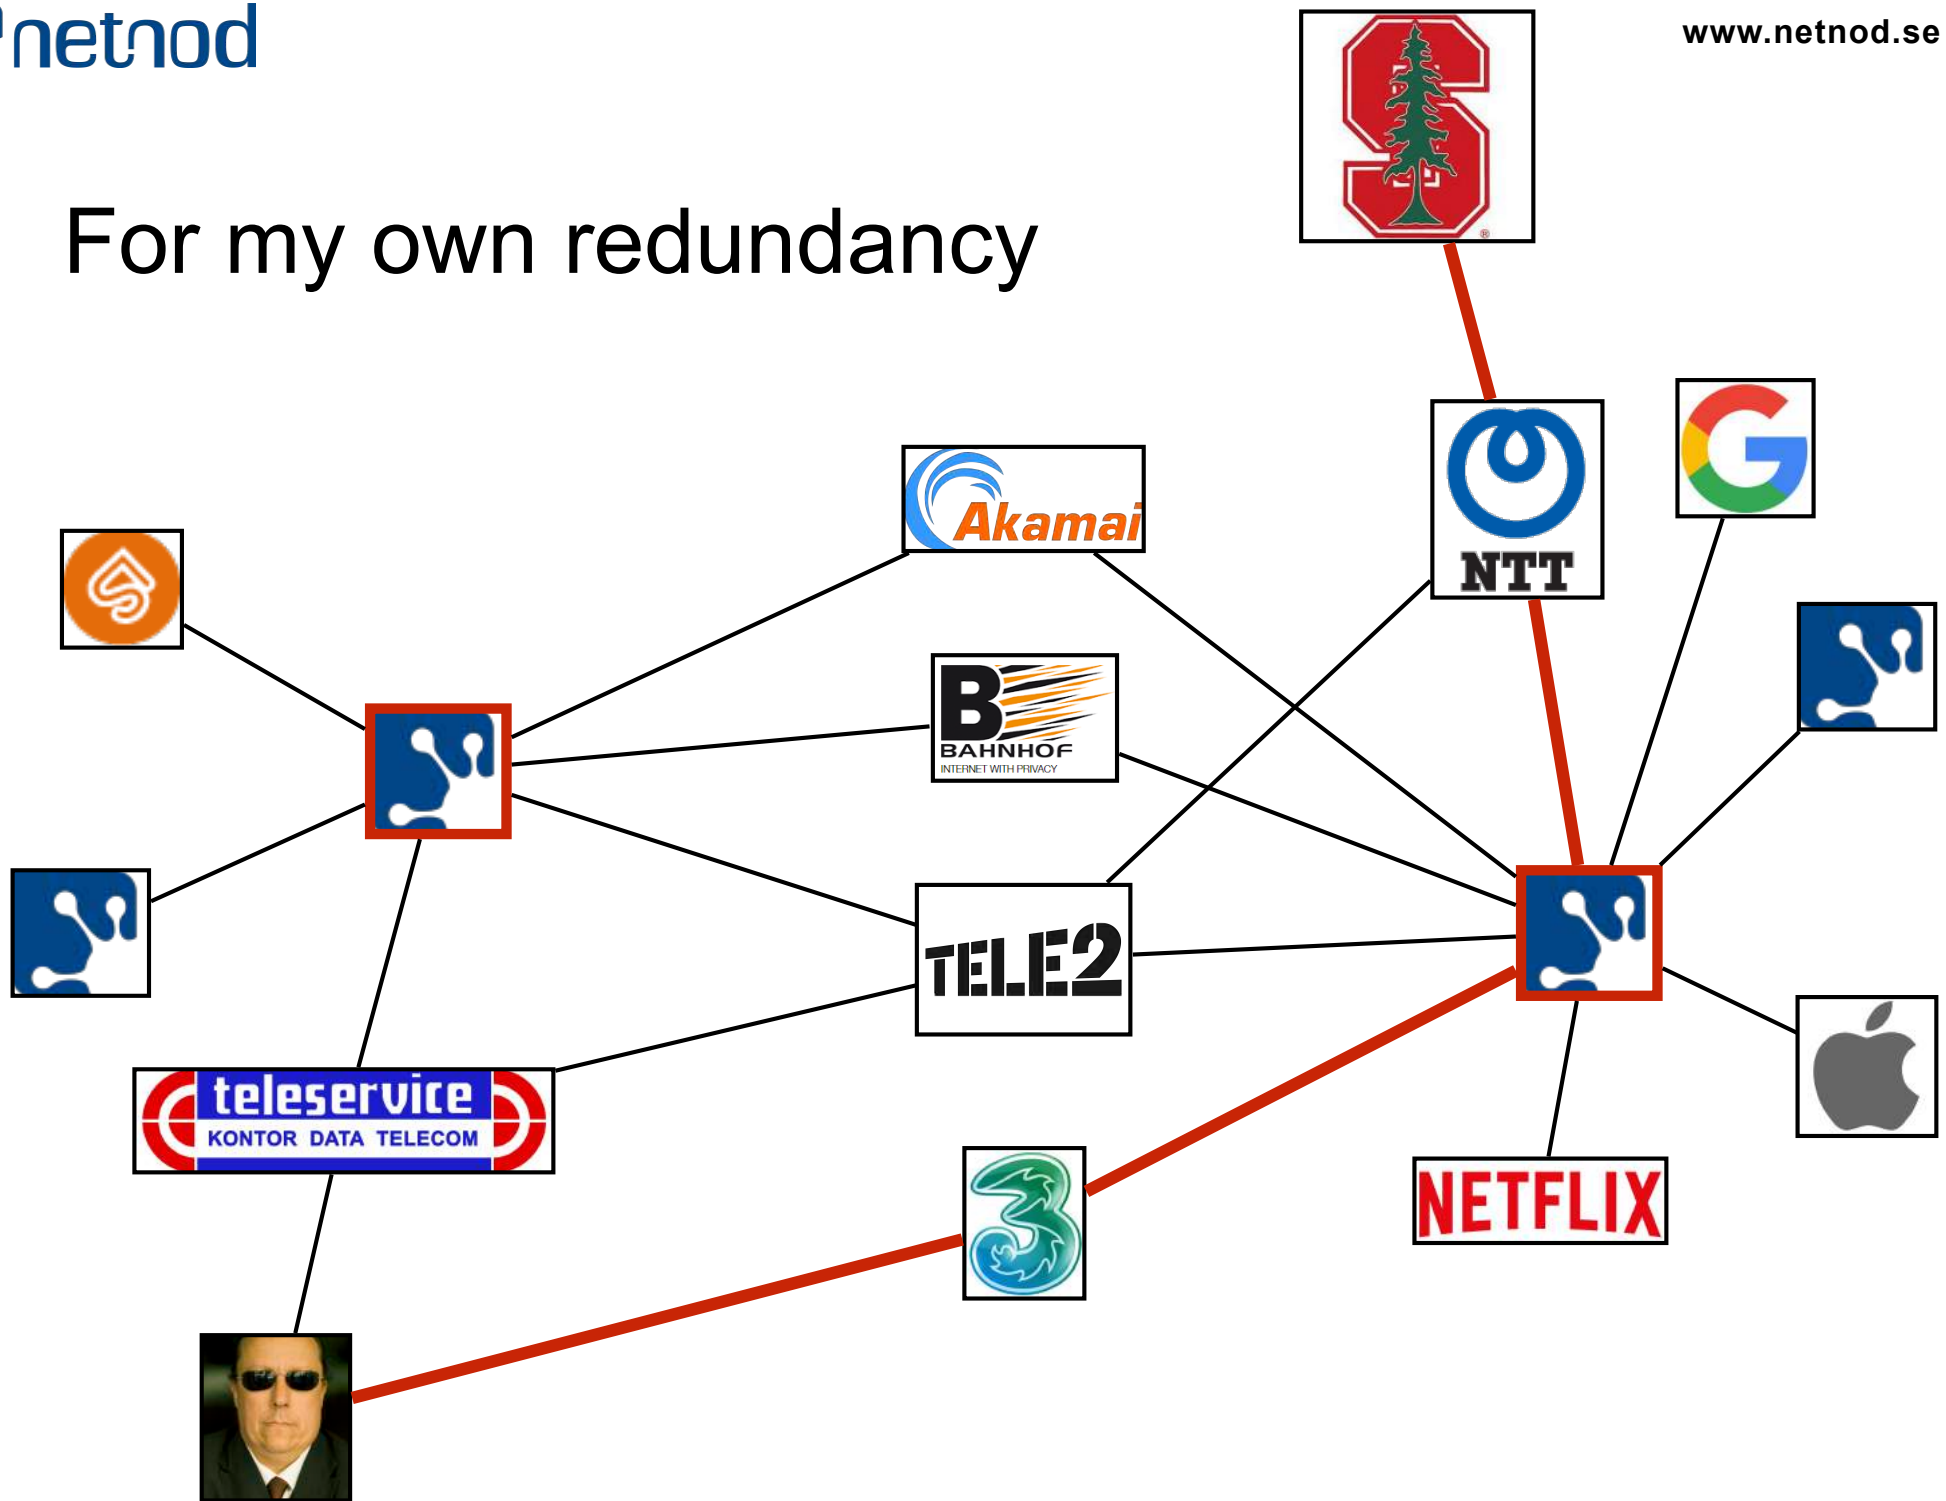 netnod
www.netnod.se
S
®
For my own redundancy
Akamai
NTT
B
BAHNHOF
INTERNET WITH PRIVACY
TELE2
teleservice
KONTOR DATA TELECOM
3
NETFLIX